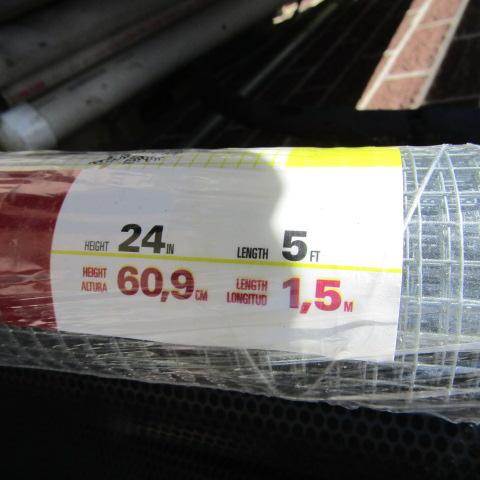 HEIGHT 24 IN LENGTH 5 FT
HEIGHT ALTURA 60,9 CM LENGTH LONGITUD 1,5 M